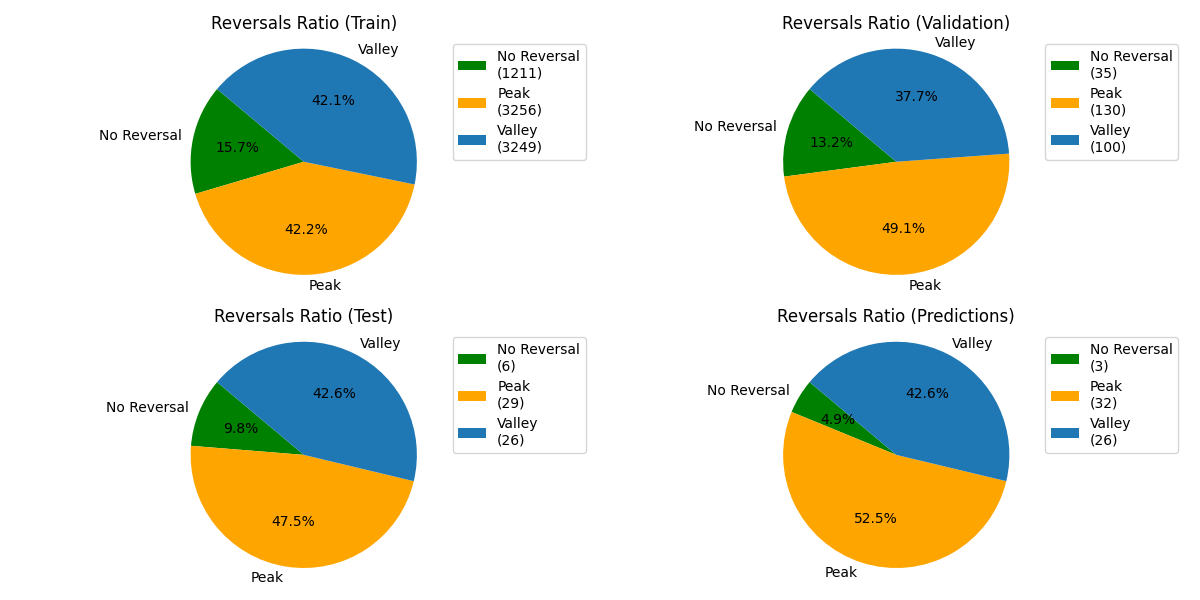 Reversals Ratio (Train)
Valley
42.1%
No Reversal
15.7%
42.2%
Peak
No Reversal
(1211)
Peak
(3256)
Valley
(3249)
Reversals Ratio (Validation)
Valley
37.7%
No Reversal
13.2%
49.1%
Peak
No Reversal
(35)
Peak
(130)
Valley
(100)
Reversals Ratio (Test)
Valley
42.6%
No Reversal
9.8%
47.5%
Peak
No Reversal
(6)
Peak
(29)
Valley
(26)
Reversals Ratio (Predictions)
Valley
42.6%
No Reversal
4.9%
52.5%
Peak
No Reversal
(3)
Peak
(32)
Valley
(26)